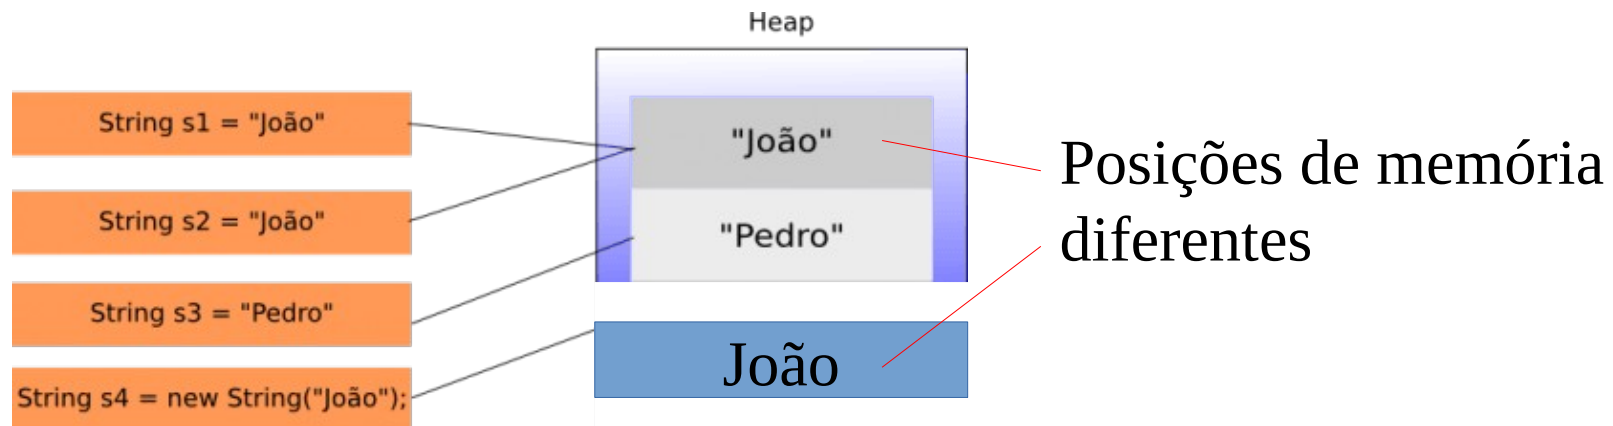 Heap
String s1 = "João"
String s2 = "João"
String s3 = "Pedro"
String s4 = new String("João");
"João"
"Pedro"
João
Posições de memória
diferentes